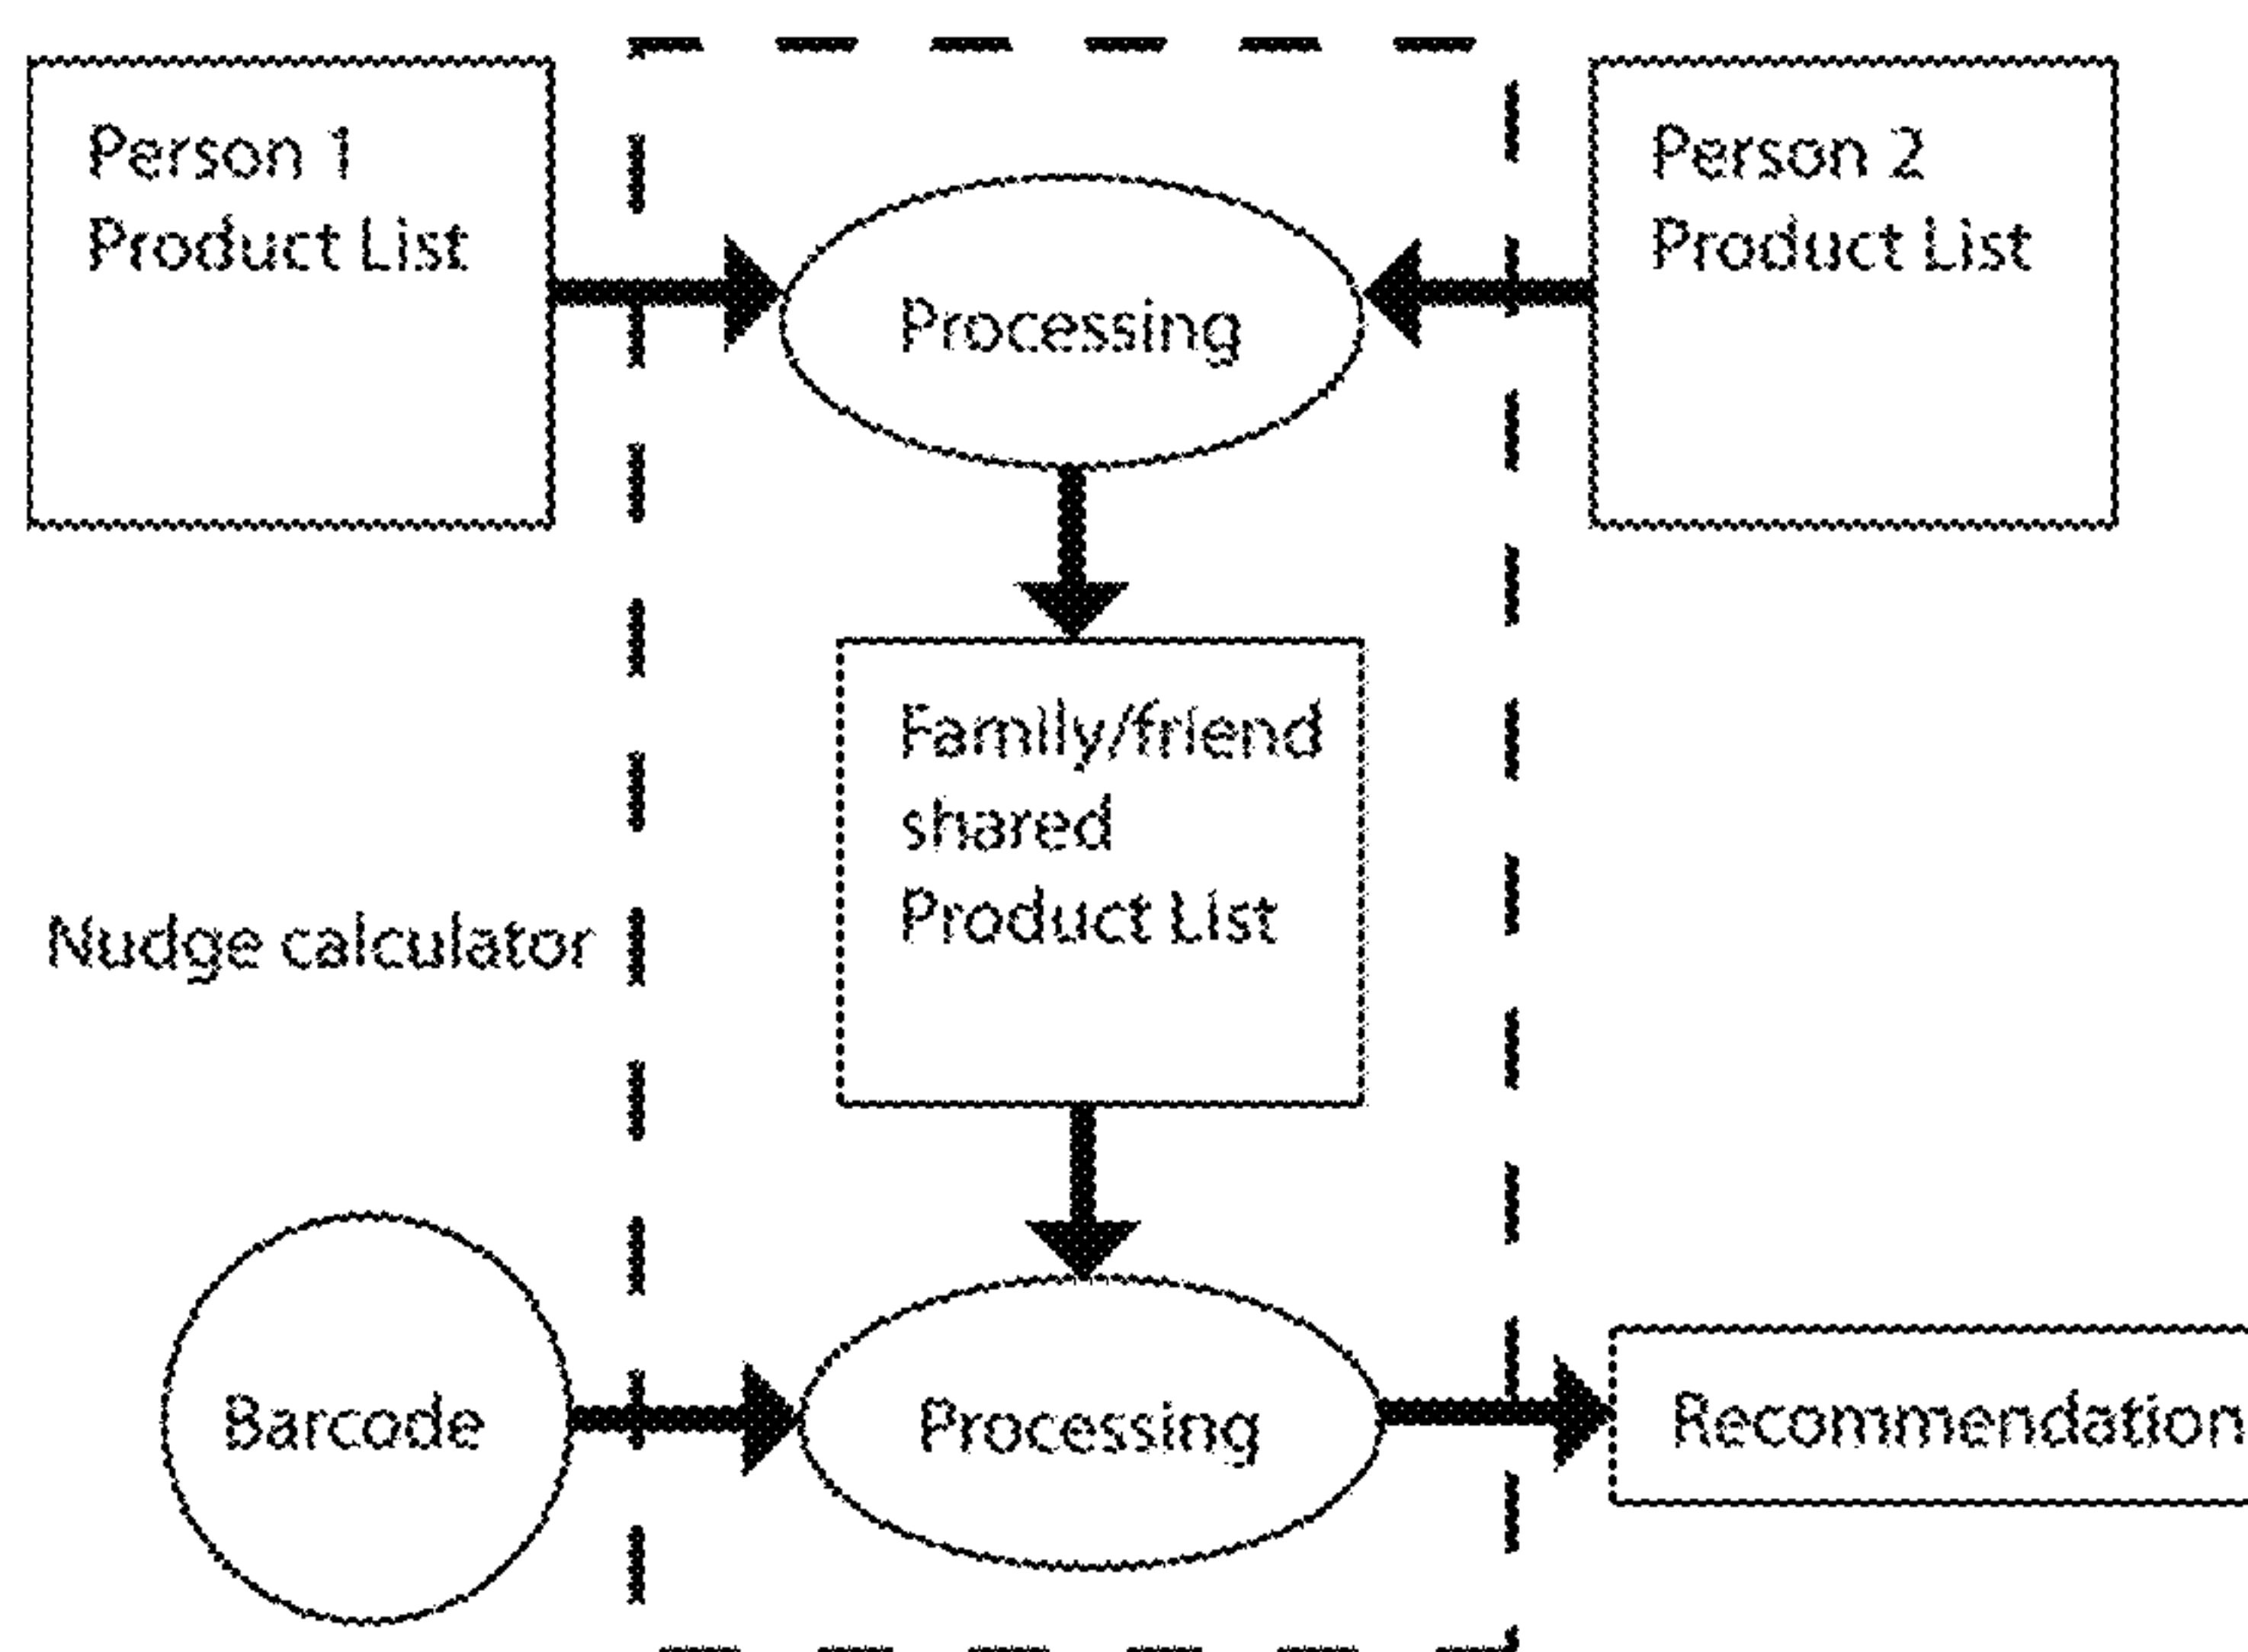 Person 1
Product List
Processing
Person 2
Product List
Family/friend
shared
Product List
Nudge calculator
Barcode
Processing
Recommendation